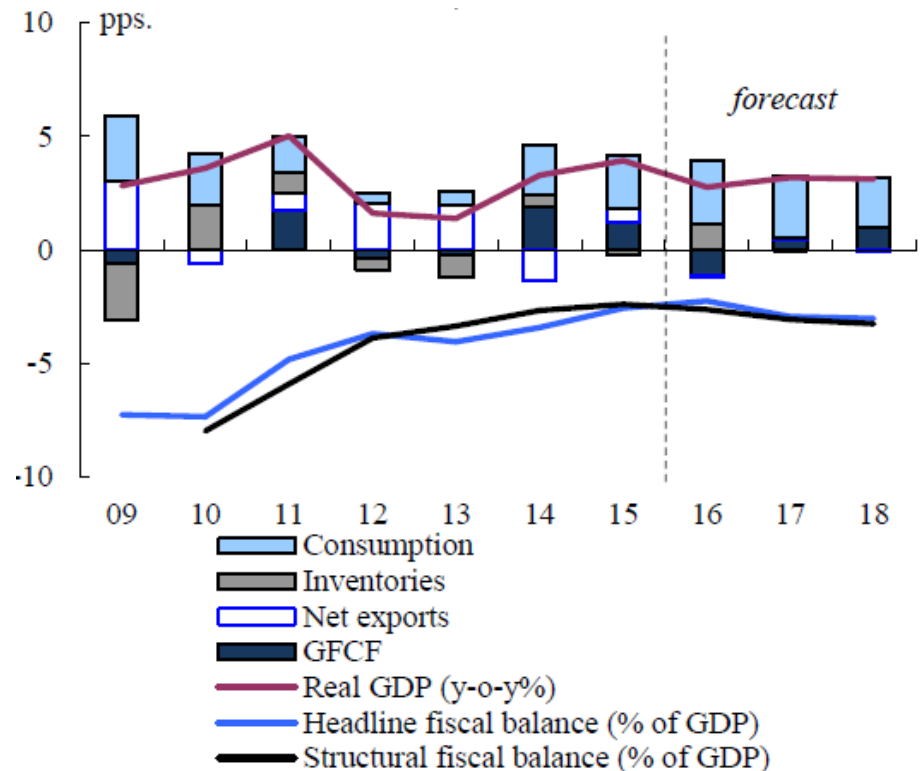 pps.
10
5
0
-5
-10
forecast
09 10 11 12 13 14 15 16 17 18
Consumption
Inventories
Net exports
GFCF
Real GDP (y-o-y%)
Headline fiscal balance (% of GDP)
Structural fiscal balance (% of GDP)